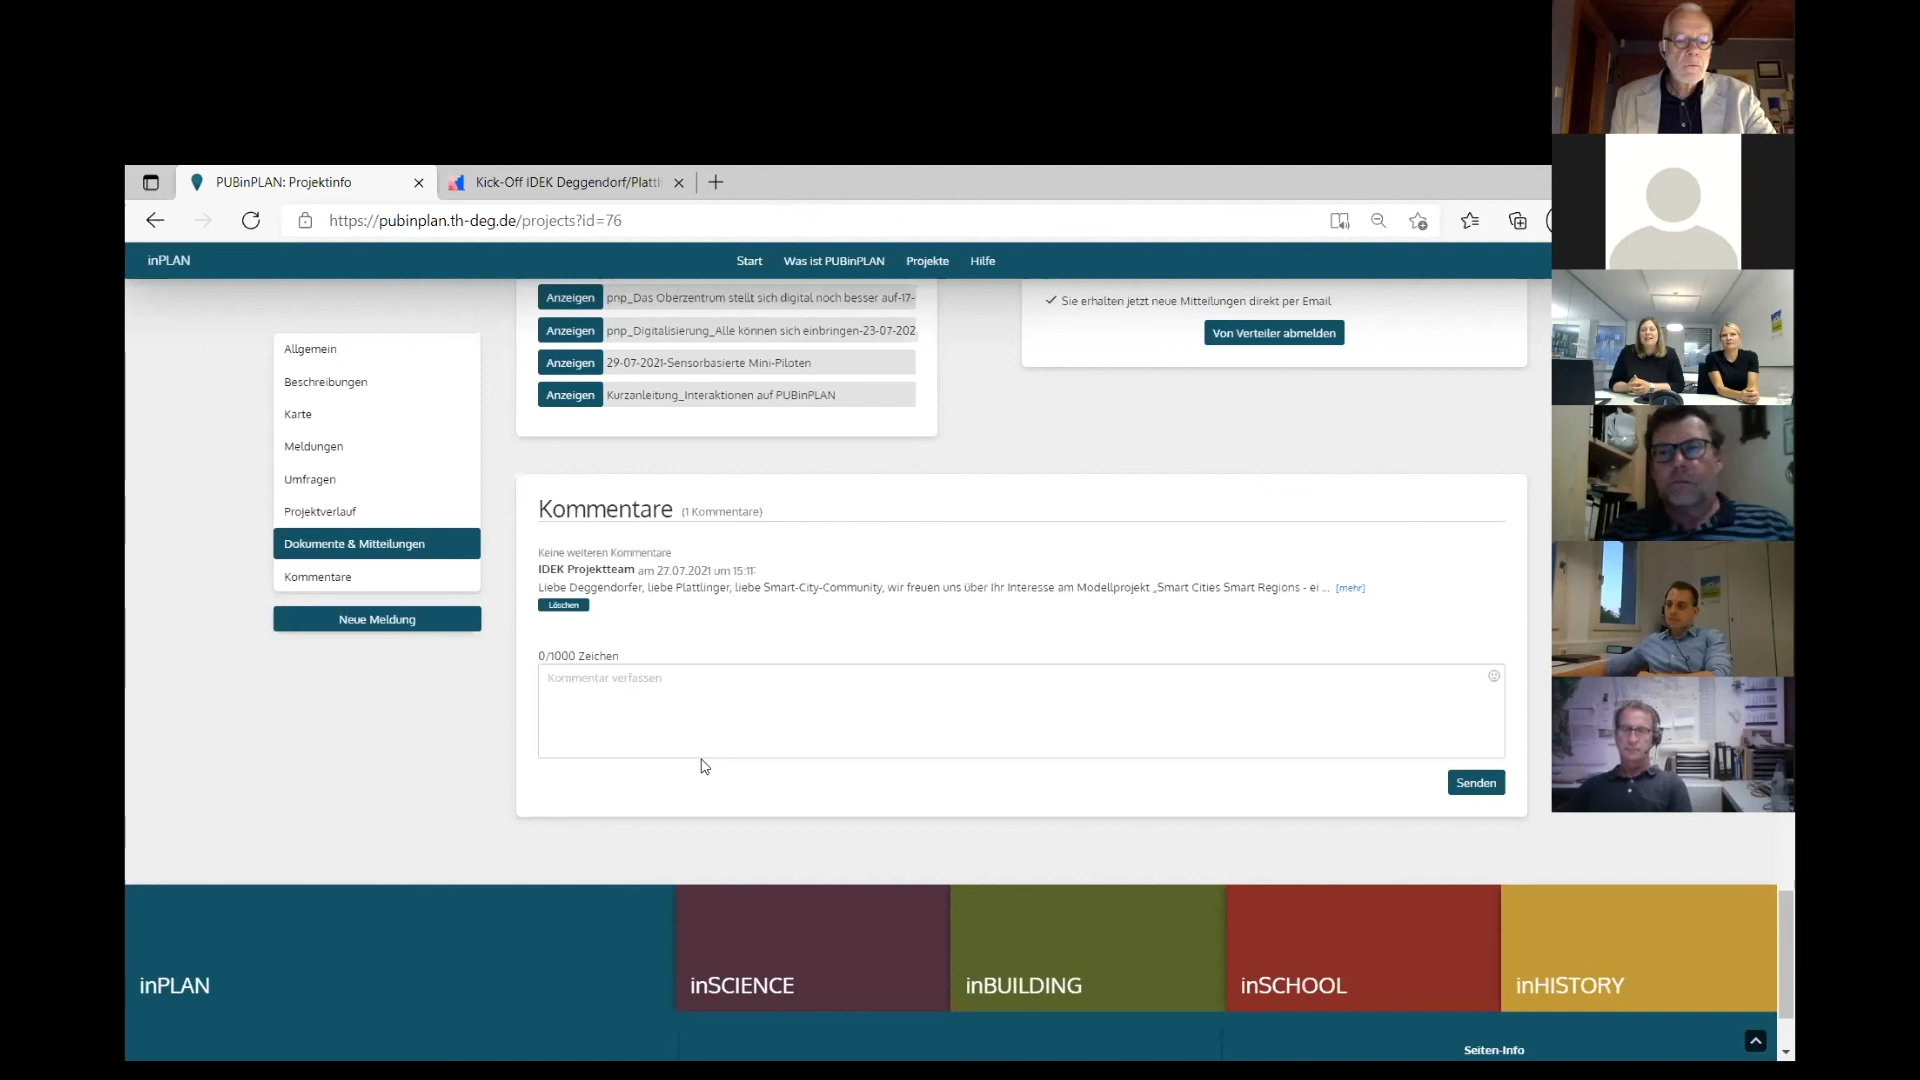 PUBinPLAN: Projektinfo
Kick-Off IDEK Deggendorf/Plattli
https://pubinplan.th-deg.de/projects?id=76
inPLAN
Start
Was ist PUBinPLAN
Projekte
Hilfe
Allgemein
Beschreibungen
Karte
Meldungen
Umfragen
Projektverlauf
Dokumente & Mitteilungen
Kommentare
Neue Meldung
Anzeigen pnp_Das Oberzentrum stellt sich digital noch besser auf-17-
Anzeigen pnp_Digitalisierung_Alle können sich einbringen-23-07-202
Anzeigen 29-07-2021-Sensorbasierte Mini-Piloten
Anzeigen Kurzanleitung_Interaktionen auf PUBinPLAN
Sie erhalten jetzt neue Mitteilungen direkt per Email
Von Verteiler abmelden
Kommentare (1 Kommentare)
Keine weiteren Kommentare
IDEK Projektteam am 27.07.2021 um 15:11:
Liebe Deggendorfer, liebe Plattlinger, liebe Smart-City-Community, wir freuen uns über Ihr Interesse am Modellprojekt „Smart Cities Smart Regions - ei ... [mehr]
Löschen
0/1000 Zeichen
Kommentar verfassen
Senden
inPLAN
inSCIENCE
inBUILDING
inSCHOOL
inHISTORY
Seiten-Info